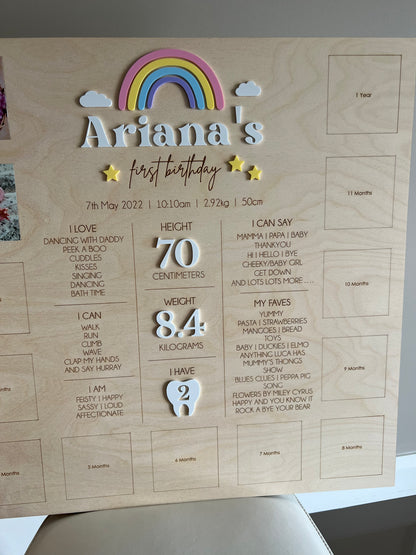 Ariana's
first birthday
7th May 2022 | 10:10am | 2.92kg | 50cm
I LOVE
DANCING WITH DADDY
PEEK A BOO
CUDDLES
KISSES
SINGING
DANCING
BATH TIME
I CAN
WALK
RUN
CLIMB
WAVE
CLAP MY HANDS
AND SAY HURRAY
I AM
FEISTY | HAPPY
SASSY | LOUD
AFFECTIONATE
HEIGHT
70
CENTIMETERS
WEIGHT
8.4
KILOGRAMS
I HAVE
2
I CAN SAY
MAMMA | PAPA | BABY
THANKYOU
HI | HELLO | BYE
CHEEKY/BABY GIRL
GET DOWN
AND LOTS LOTS MORE....
MY FAVES
YUMMY
PASTA | STRAWBERRIES
MANGOES | BREAD
TOYS
BABY | DUCKIES | ELMO
ANYTHING LUCA HAS
MUMMY'S THONGS
SHOW
BLUES CLUES | PEPPA PIG
SONG
FLOWERS BY MILEY CYRUS
HAPPY AND YOU KNOW IT
ROCK A BYE YOUR BEAR
1 Year
11 Months
10 Months
9 Months
8 Months
7 Months
6 Months
5 Months
Months